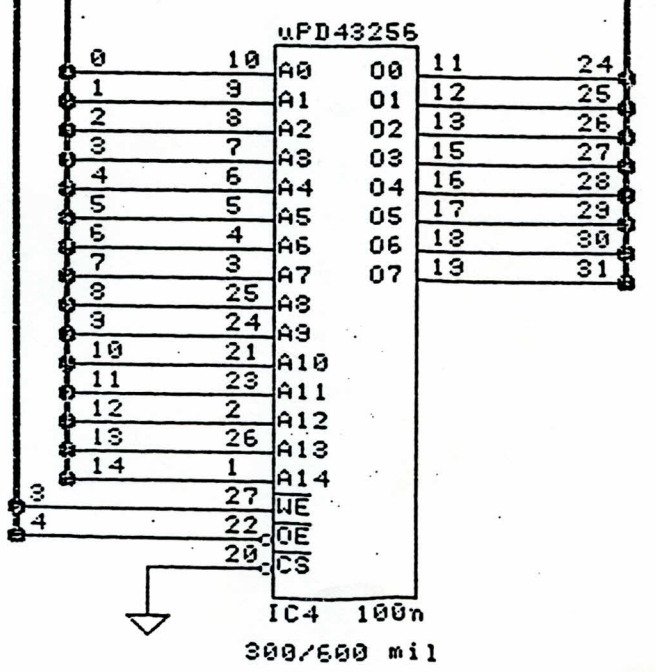 uPD43256
0 10 A0 O0 11 24
1 9 A1 O1 12 25
2 8 A2 O2 13 26
3 7 A3 O3 15 27
4 6 A4 O4 16 28
5 5 A5 O5 17 29
6 4 A6 O6 18 30
7 3 A7 O7 19 31
8 25 A8
9 24 A9
10 21 A10
11 23 A11
12 2 A12
13 26 A13
14 1 A14
3 27 WE
4 22 OE
20 CS
IC4 100n
300/600 mil